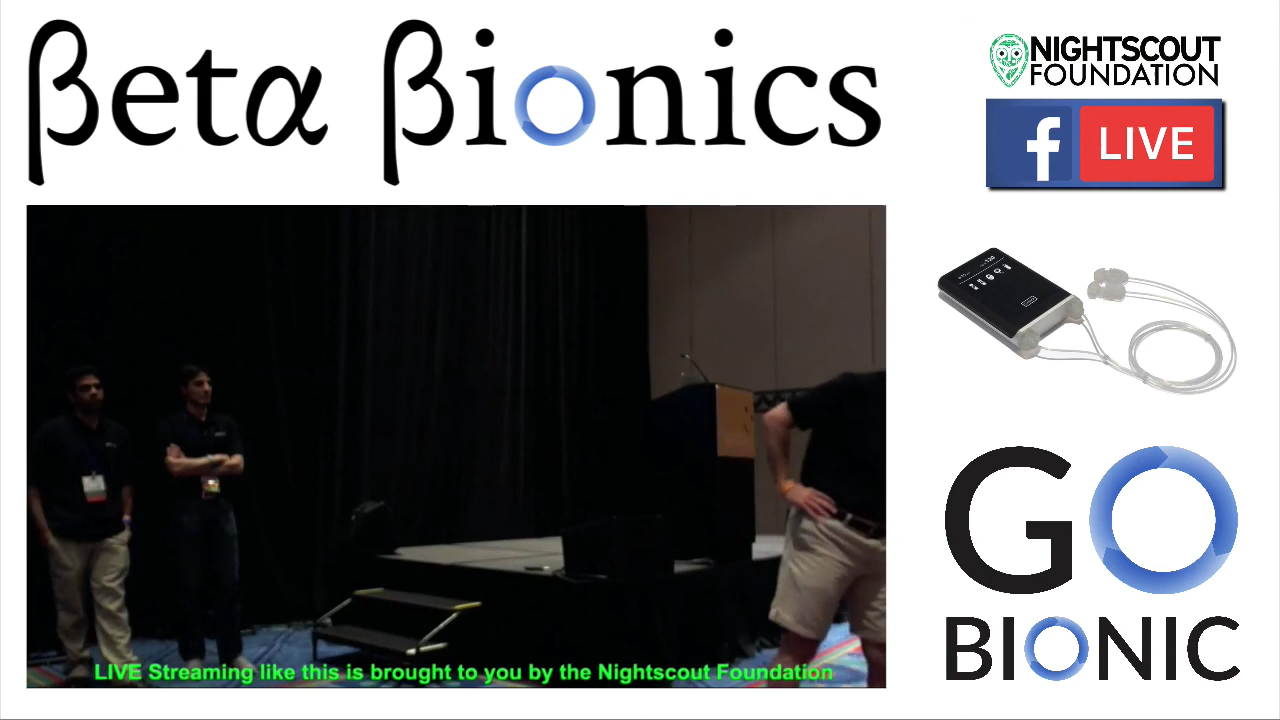 βetα βionics
NIGHTSCOUT
FOUNDATION
f LIVE
LIVE Streaming like this is brought to you by the Nightscout Foundation
GO
BIONIC